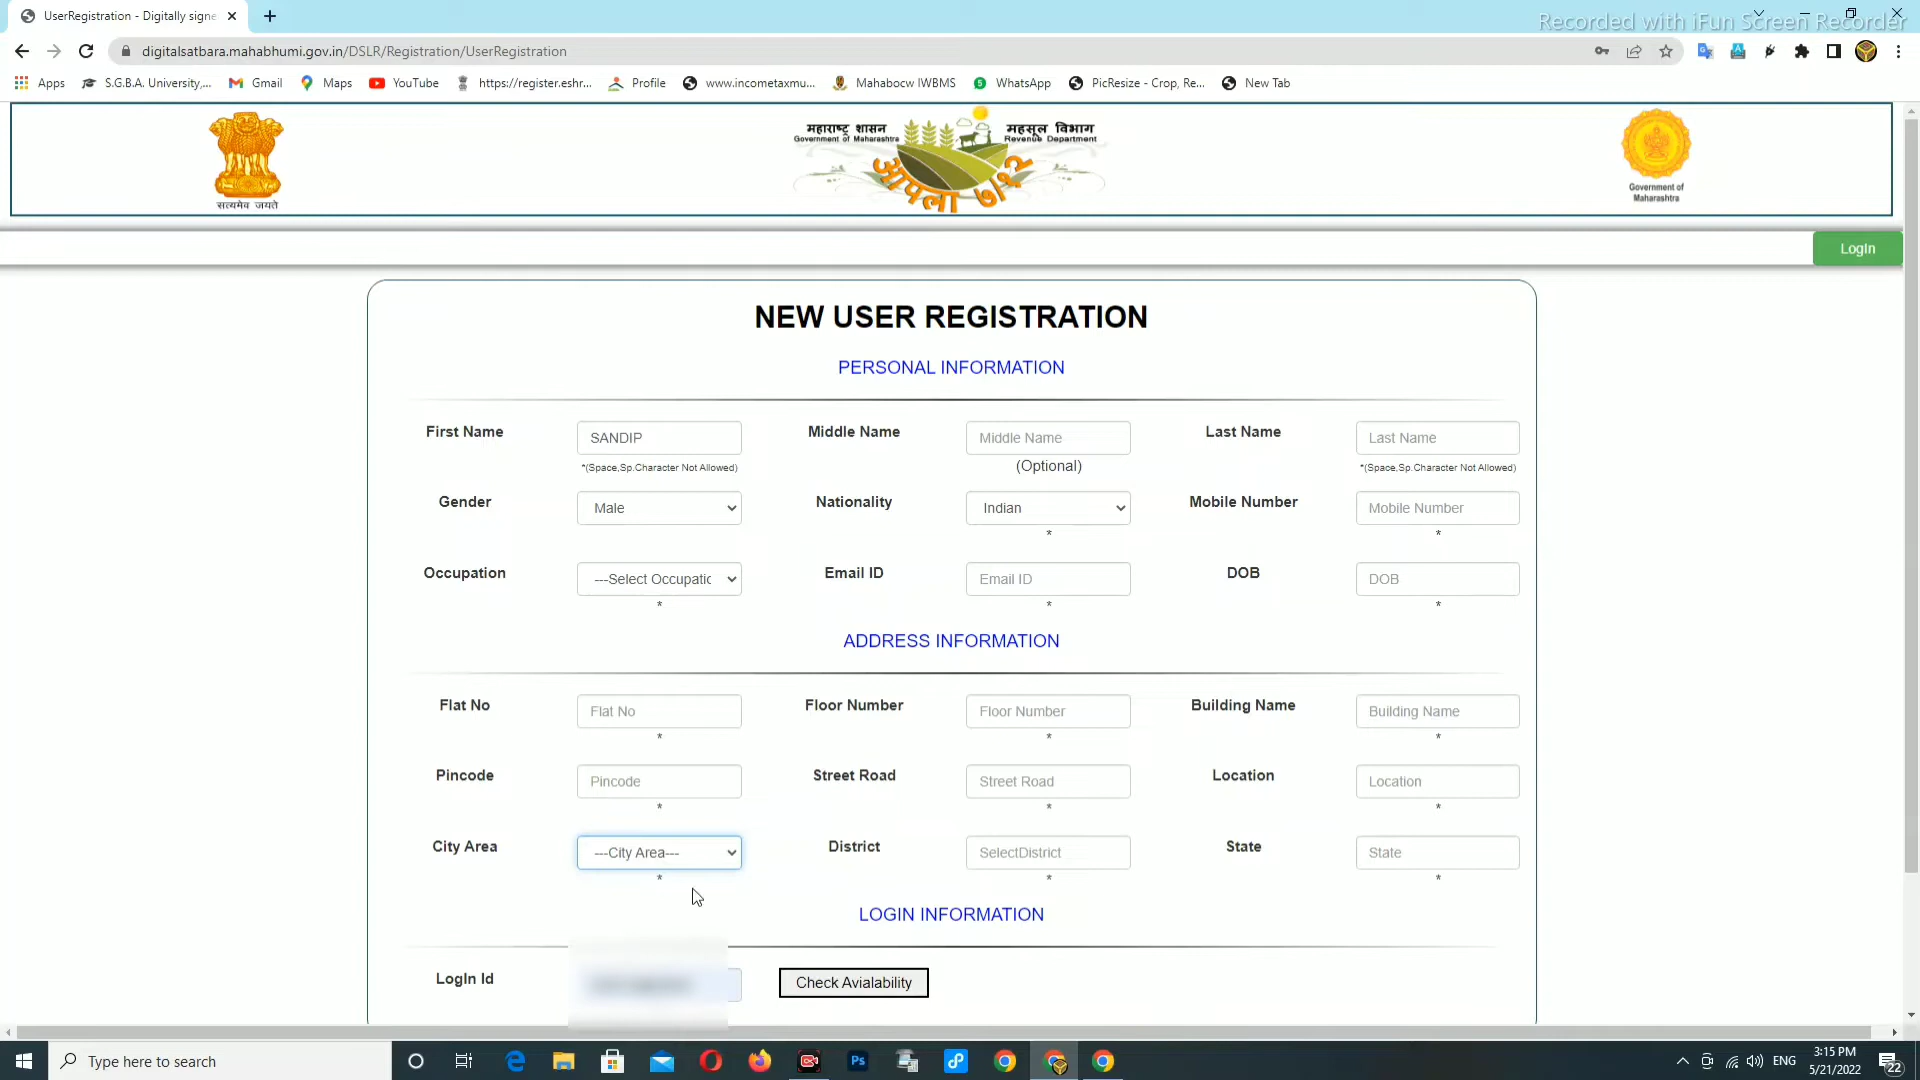 UserRegistration - Digitally signe
Recorded with iFun Screen Recorder
digitalsatbara.mahabhumi.gov.in/DSLR/Registration/UserRegistration
Apps S.G.B.A. University,... Gmail Maps YouTube https://register.eshr... Profile www.incometaxmu... Mahabocw IWBMS WhatsApp PicResize - Crop, Re... New Tab
सत्यमेव जयते
महाराष्ट्र शासन
Government of Maharashtra
महसूल विभाग
Revenue Department
आपला ७/१२
Government of
Maharashtra
LogIn
NEW USER REGISTRATION
PERSONAL INFORMATION
First Name SANDIP Middle Name Middle Name Last Name Last Name
*(Space,Sp.Character Not Allowed) (Optional) *(Space,Sp.Character Not Allowed)
Gender Male Nationality Indian Mobile Number Mobile Number
* *
Occupation ---Select Occupatic Email ID Email ID DOB DOB
* * *
ADDRESS INFORMATION
Flat No Flat No Floor Number Floor Number Building Name Building Name
* * *
Pincode Pincode Street Road Street Road Location Location
* * *
City Area ---City Area--- District SelectDistrict State State
* * *
LOGIN INFORMATION
LogIn Id Check Avialability
Type here to search
Ps
ENG
3:15 PM
5/21/2022
22